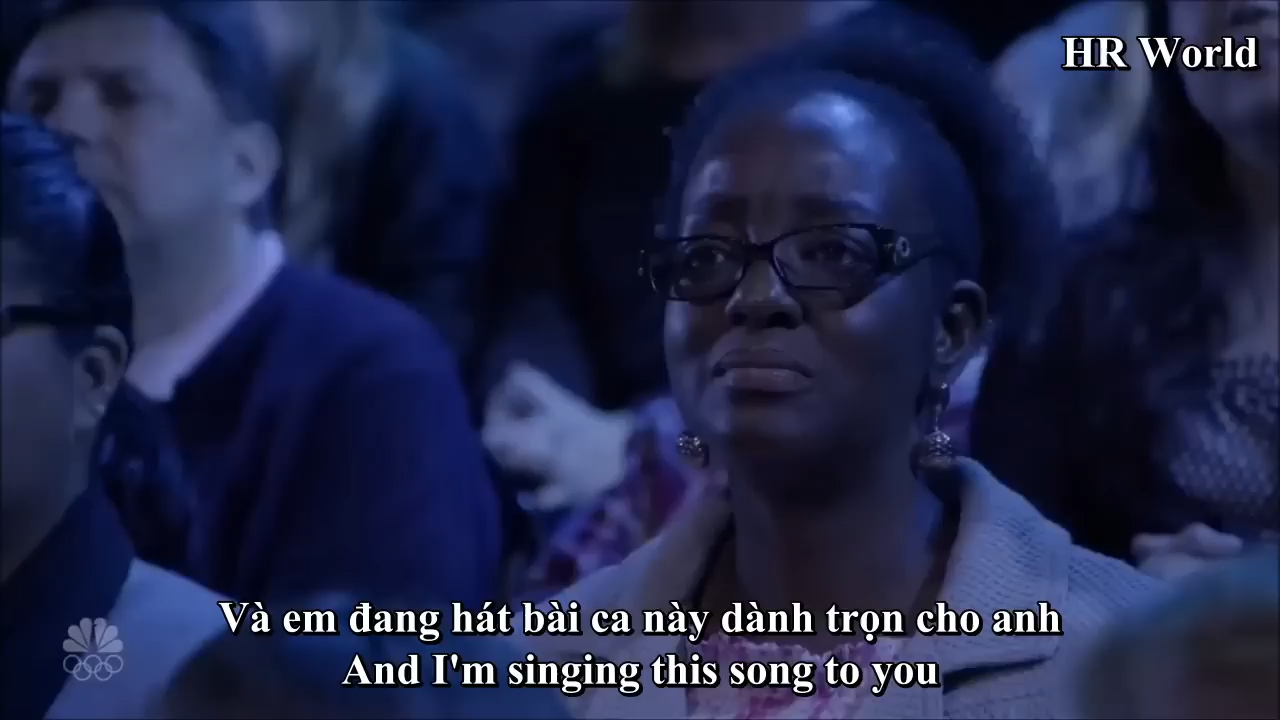 HR World
Và em đang hát bài ca này dành trọn cho anh
And I'm singing this song to you